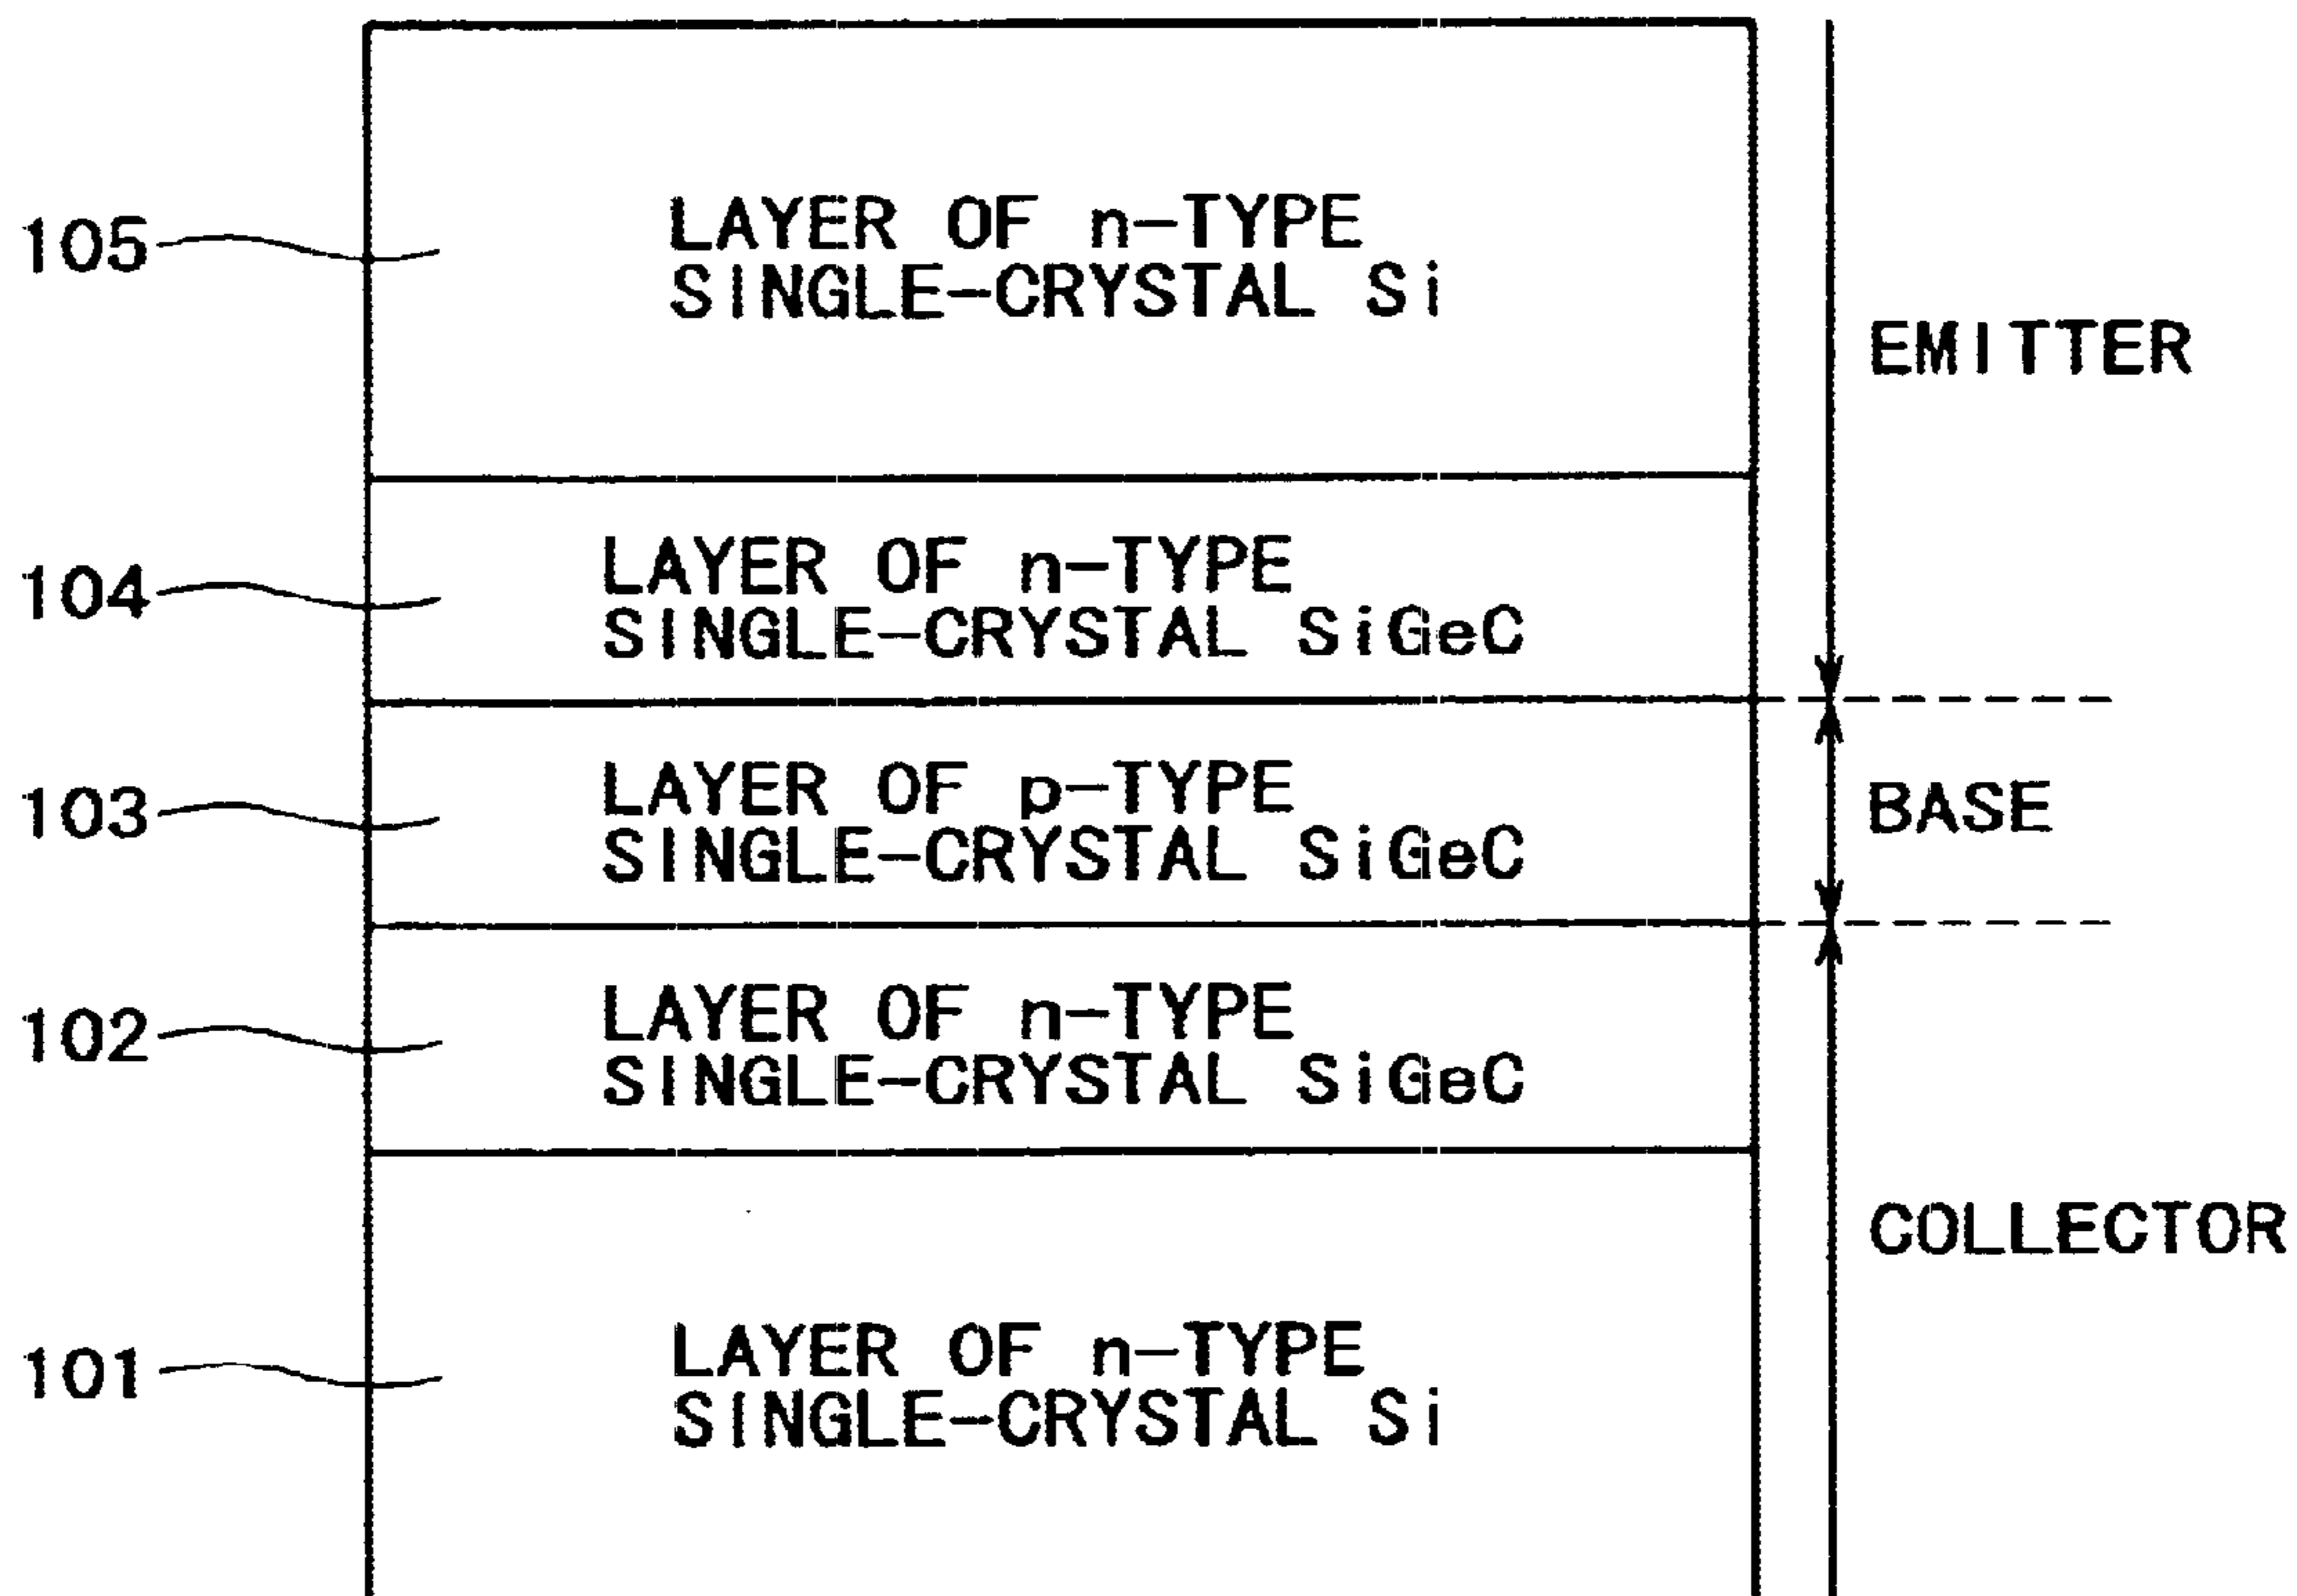 105
LAYER OF n-TYPE
SINGLE-CRYSTAL Si
EMITTER
104
LAYER OF n-TYPE
SINGLE-CRYSTAL SiGeC
103
LAYER OF p-TYPE
SINGLE-CRYSTAL SiGeC
BASE
102
LAYER OF n-TYPE
SINGLE-CRYSTAL SiGeC
COLLECTOR
101
LAYER OF n-TYPE
SINGLE-CRYSTAL Si